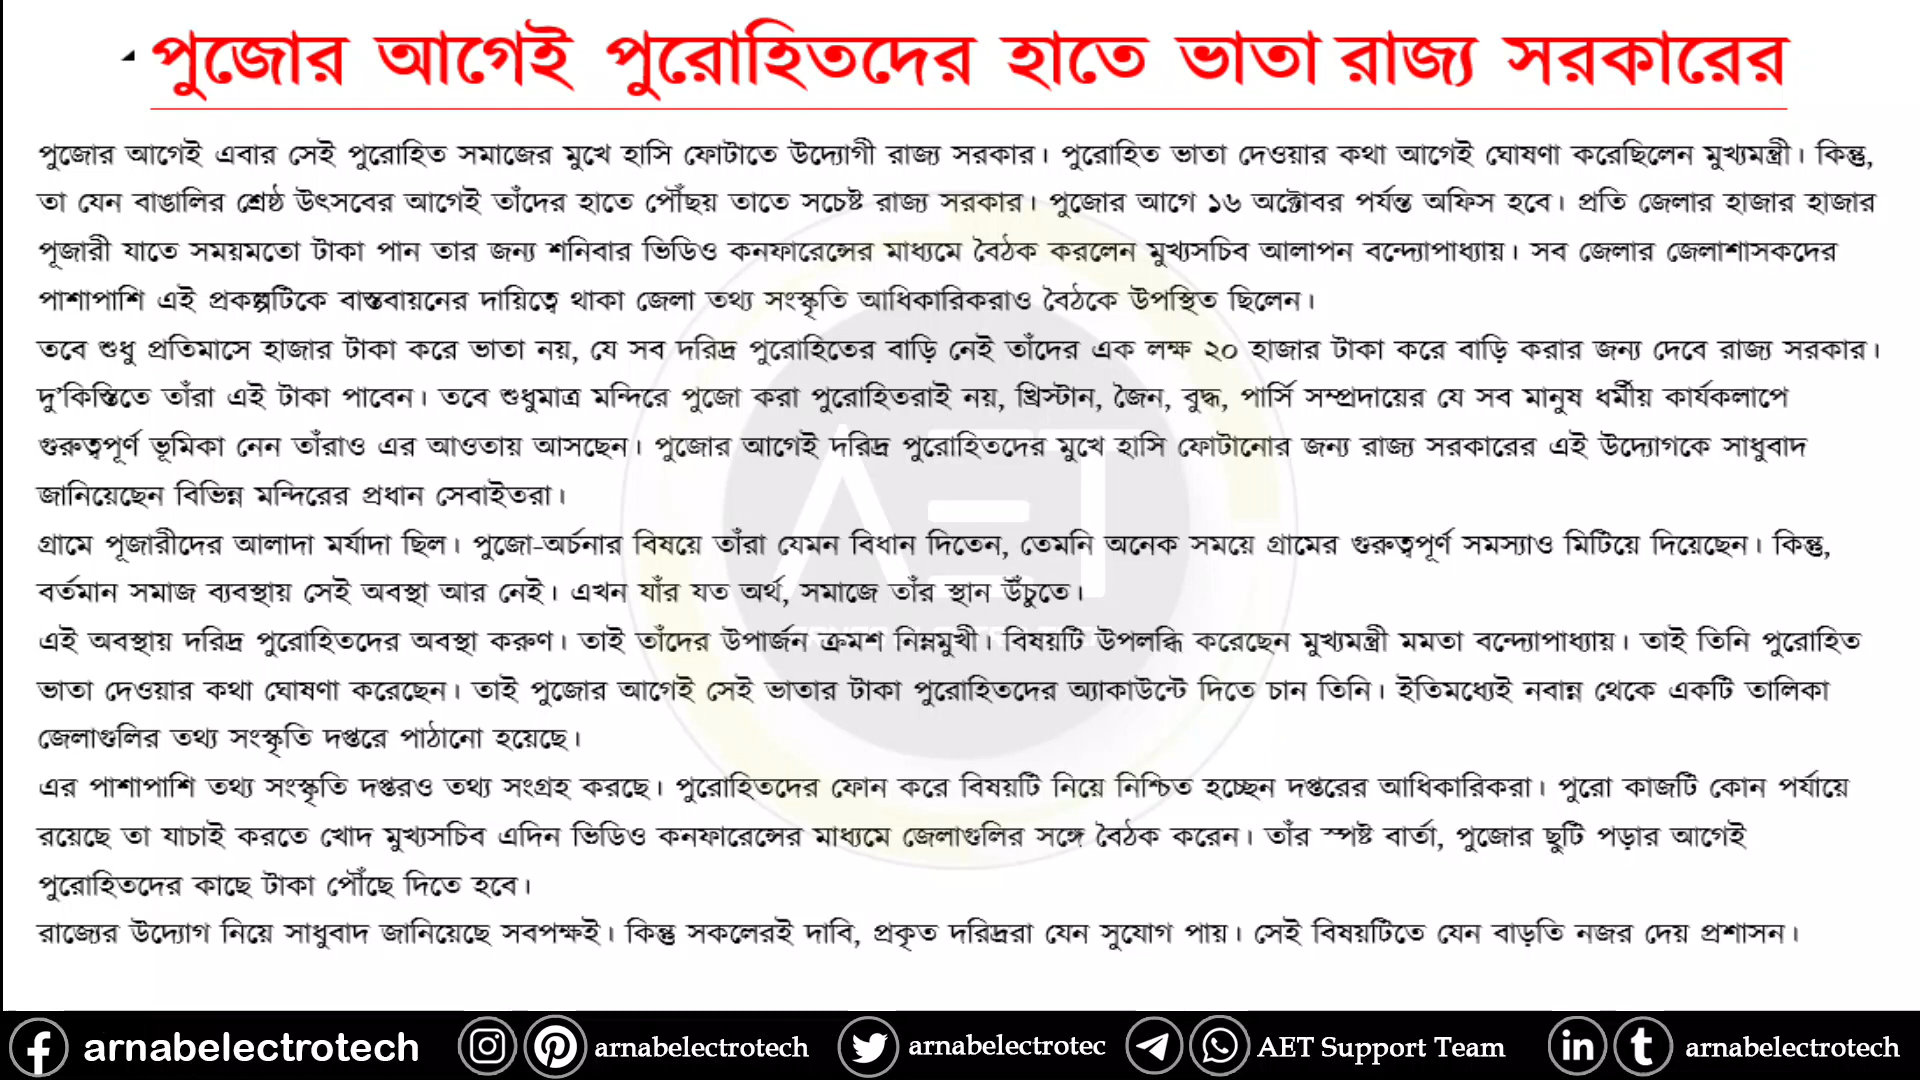 পুজোর আগেই পুরোহিতদের হাতে ভাতা রাজ্য সরকারের
পুজোর আগেই এবার সেই পুরোহিত সমাজের মুখে হাসি ফোটাতে উদ্যোগী রাজ্য সরকার। পুরোহিত ভাতা দেওয়ার কথা আগেই ঘোষণা করেছিলেন মুখ্যমন্ত্রী। কিন্তু,
তা যেন বাঙালির শ্রেষ্ঠ উৎসবের আগেই তাঁদের হাতে পৌঁছয় তাতে সচেষ্ট রাজ্য সরকার। পুজোর আগে ১৬ অক্টোবর পর্যন্ত অফিস হবে। প্রতি জেলার হাজার হাজার
পূজারী যাতে সময়মতো টাকা পান তার জন্য শনিবার ভিডিও কনফারেন্সের মাধ্যমে বৈঠক করলেন মুখ্যসচিব আলাপন বন্দ্যোপাধ্যায়। সব জেলার জেলাশাসকদের
পাশাপাশি এই প্রকল্পটিকে বাস্তবায়নের দায়িত্বে থাকা জেলা তথ্য সংস্কৃতি আধিকারিকরাও বৈঠকে উপস্থিত ছিলেন।
তবে শুধু প্রতিমাসে হাজার টাকা করে ভাতা নয়, যে সব দরিদ্র পুরোহিতের বাড়ি নেই তাঁদের এক লক্ষ ২০ হাজার টাকা করে বাড়ি করার জন্য দেবে রাজ্য সরকার।
দু’কিস্তিতে তাঁরা এই টাকা পাবেন। তবে শুধুমাত্র মন্দিরে পুজো করা পুরোহিতরাই নয়, খ্রিস্টান, জৈন, বুদ্ধ, পার্সি সম্প্রদায়ের যে সব মানুষ ধর্মীয় কার্যকলাপে
গুরুত্বপূর্ণ ভূমিকা নেন তাঁরাও এর আওতায় আসছেন। পুজোর আগেই দরিদ্র পুরোহিতদের মুখে হাসি ফোটানোর জন্য রাজ্য সরকারের এই উদ্যোগকে সাধুবাদ
জানিয়েছেন বিভিন্ন মন্দিরের প্রধান সেবাইতরা।
গ্রামে পূজারীদের আলাদা মর্যাদা ছিল। পুজো-অর্চনার বিষয়ে তাঁরা যেমন বিধান দিতেন, তেমনি অনেক সময়ে গ্রামের গুরুত্বপূর্ণ সমস্যাও মিটিয়ে দিয়েছেন। কিন্তু,
বর্তমান সমাজ ব্যবস্থায় সেই অবস্থা আর নেই। এখন যাঁর যত অর্থ, সমাজে তাঁর স্থান উঁচুতে।
এই অবস্থায় দরিদ্র পুরোহিতদের অবস্থা করুণ। তাই তাঁদের উপার্জন ক্রমশ নিম্নমুখী। বিষয়টি উপলব্ধি করেছেন মুখ্যমন্ত্রী মমতা বন্দ্যোপাধ্যায়। তাই তিনি পুরোহিত
ভাতা দেওয়ার কথা ঘোষণা করেছেন। তাই পুজোর আগেই সেই ভাতার টাকা পুরোহিতদের অ্যাকাউন্টে দিতে চান তিনি। ইতিমধ্যেই নবান্ন থেকে একটি তালিকা
জেলাগুলির তথ্য সংস্কৃতি দপ্তরে পাঠানো হয়েছে।
এর পাশাপাশি তথ্য সংস্কৃতি দপ্তরও তথ্য সংগ্রহ করছে। পুরোহিতদের ফোন করে বিষয়টি নিয়ে নিশ্চিত হচ্ছেন দপ্তরের আধিকারিকরা। পুরো কাজটি কোন পর্যায়ে
রয়েছে তা যাচাই করতে খোদ মুখ্যসচিব এদিন ভিডিও কনফারেন্সের মাধ্যমে জেলাগুলির সঙ্গে বৈঠক করেন। তাঁর স্পষ্ট বার্তা, পুজোর ছুটি পড়ার আগেই
পুরোহিতদের কাছে টাকা পৌঁছে দিতে হবে।
রাজ্যের উদ্যোগ নিয়ে সাধুবাদ জানিয়েছে সবপক্ষই। কিন্তু সকলেরই দাবি, প্রকৃত দরিদ্ররা যেন সুযোগ পায়। সেই বিষয়টিতে যেন বাড়তি নজর দেয় প্রশাসন।
AET
arnabelectrotech arnabelectrotech arnabelectrotec AET Support Team arnabelectrotech